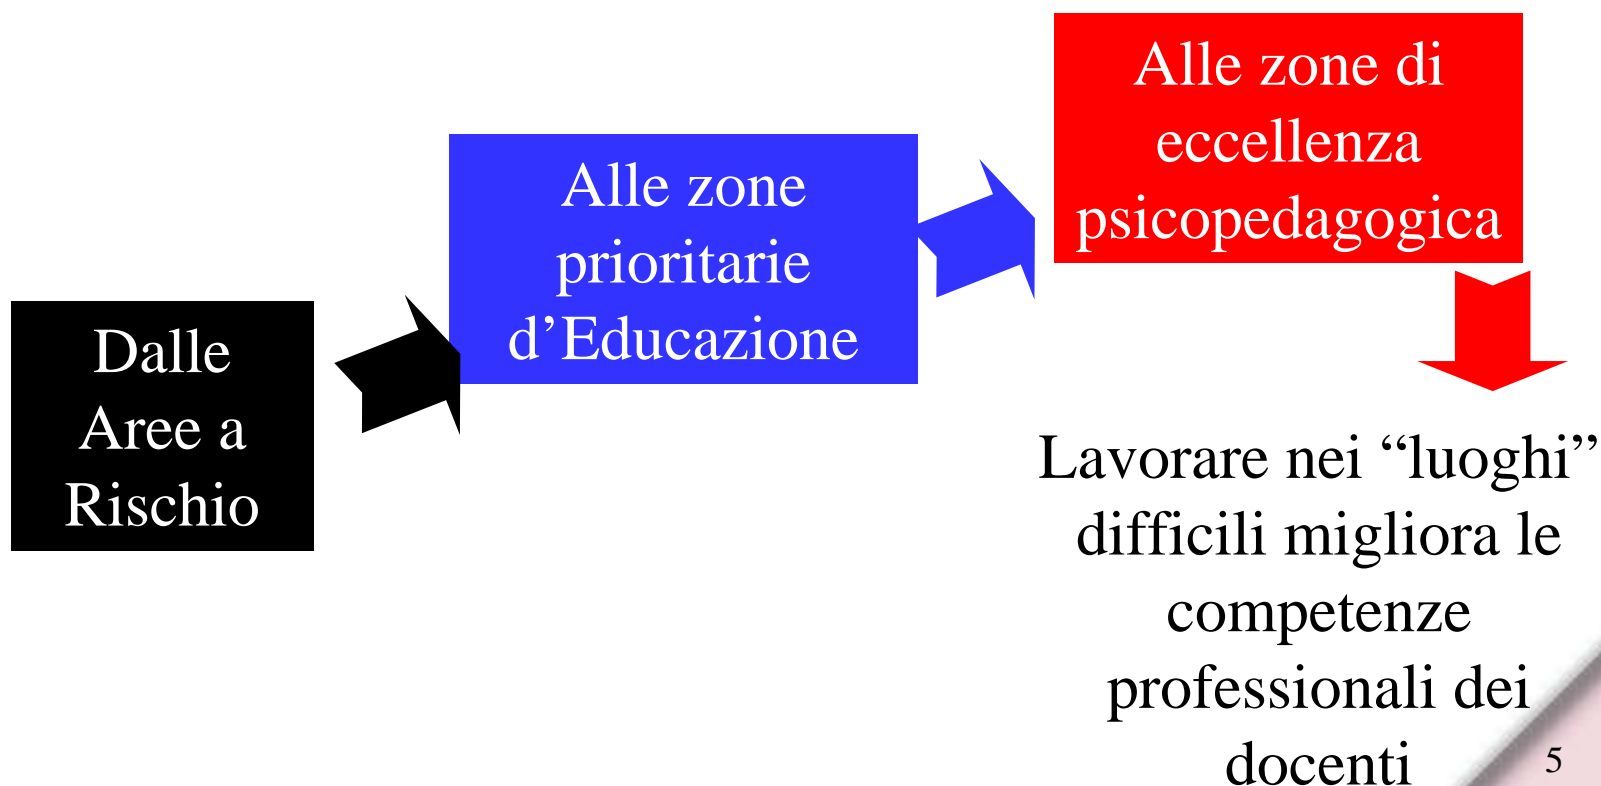 Dalle
Aree a
Rischio
Alle zone
prioritarie
d’Educazione
Alle zone di
eccellenza
psicopedagogica
Lavorare nei “luoghi”
difficili migliora le
competenze
professionali dei
docenti
5